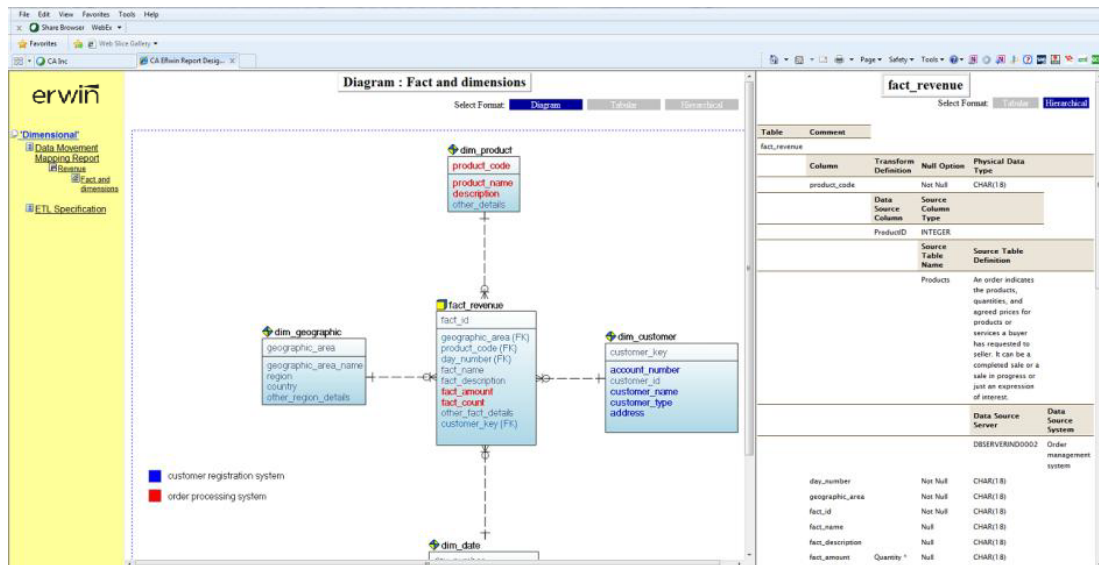 File Edit View Favorites Tools Help
x Share Browser WebEx
Favorites Web Slice Gallery
CA Inc
CA ERwin Report Desig... X
Page Safety Tools
erwin
'Dimensional'
Data Movement
Mapping Report
Revenue
Fact and
dimensions
ETL Specification
Diagram : Fact and dimensions
Select Format: Diagram Tabular Hierarchical
dim_product
product_code
product_name
description
other_details
fact_revenue
fact_id
geographic_area (FK)
product_code (FK)
day_number (FK)
fact_name
fact_description
fact_amount
fact_count
other_fact_details
customer_key (FK)
dim_geographic
geographic_area
geographic_area_name
region
country
other_region_details
dim_customer
customer_key
account_number
customer_id
customer_name
customer_type
address
customer registration system
order processing system
dim_date
fact_revenue
Select Format: Tabular Hierarchical
Table Comment
fact_revenue
Column Transform Definition Null Option Physical Data Type
product_code Not Null CHAR(18)
Data Source Column Source Column Type
ProductID INTEGER
Source Table Name Source Table Definition
Products An order indicates
the products,
quantities, and
agreed prices for
products or
services a buyer
has requested to
seller. It can be a
completed sale or a
sale in progress or
just an expression
of interest.
Data Source Server Data Source System
DBSERVERIND0002 Order management system
day_number Not Null CHAR(18)
geographic_area Not Null CHAR(18)
fact_id Not Null CHAR(18)
fact_name Null CHAR(18)
fact_description Null CHAR(18)
fact_amount Quantity * Null CHAR(18)